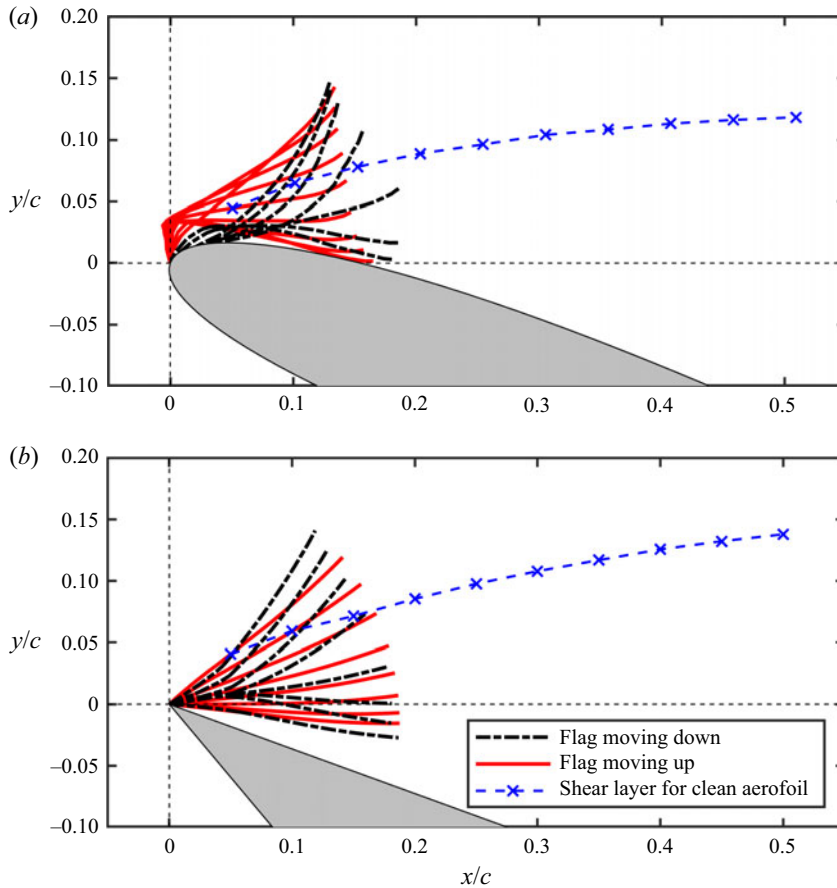 (a)
0.20
0.15
0.10
y/c
0.05
0
–0.05
–0.10
0 0.1 0.2 0.3 0.4 0.5
(b)
0.20
0.15
0.10
y/c
0.05
0
Flag moving down
–0.05
Flag moving up
Shear layer for clean aerofoil
–0.10
0 0.1 0.2 0.3 0.4 0.5
x/c